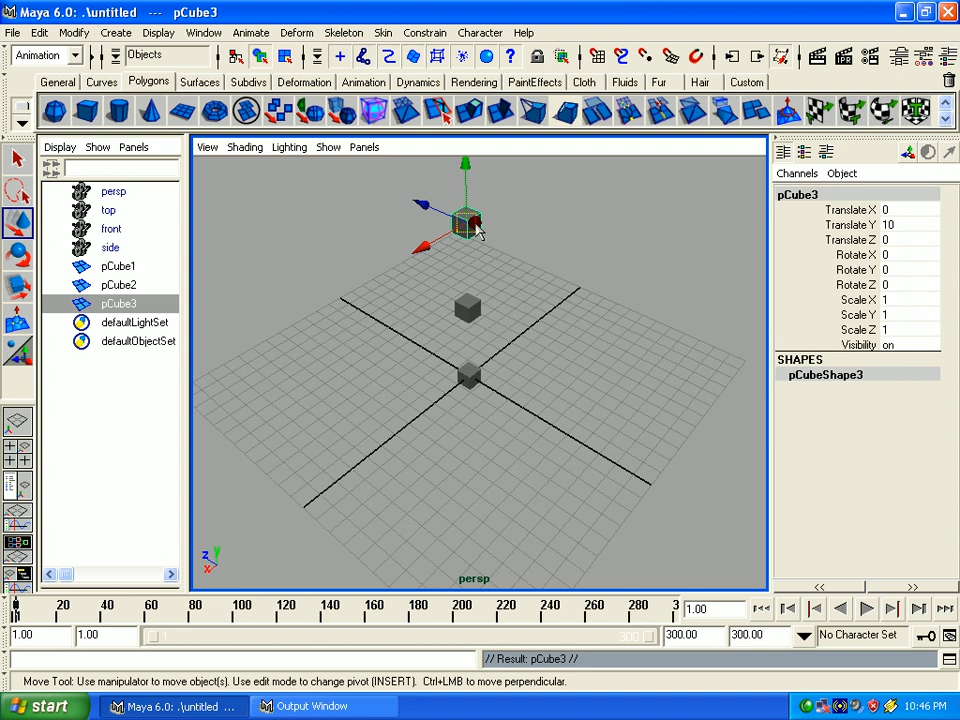 Maya 6.0: .\untitled --- pCube3
File Edit Modify Create Display Window Animate Deform Skeleton Skin Constrain Character Help
Animation Objects
General Curves Polygons Surfaces Subdivs Deformation Animation Dynamics Rendering PaintEffects Cloth Fluids Fur Hair Custom
Display Show Panels
View Shading Lighting Show Panels
Channels Object
persp
top
front
side
pCube1
pCube2
pCube3
defaultLightSet
defaultObjectSet
z y
x
persp
pCube3
Translate X 0
Translate Y 10
Translate Z 0
Rotate X 0
Rotate Y 0
Rotate Z 0
Scale X 1
Scale Y 1
Scale Z 1
Visibility on
SHAPES
pCubeShape3
<< >>
20 40 60 80 100 120 140 160 180 200 220 240 260 280 3 1.00
1.00 1.00 1 300 300.00 300.00 No Character Set
// Result: pCube3 //
Move Tool: Use manipulator to move object(s). Use edit mode to change pivot (INSERT). Ctrl+LMB to move perpendicular.
start Maya 6.0: .\untitled ... Output Window 10:46 PM